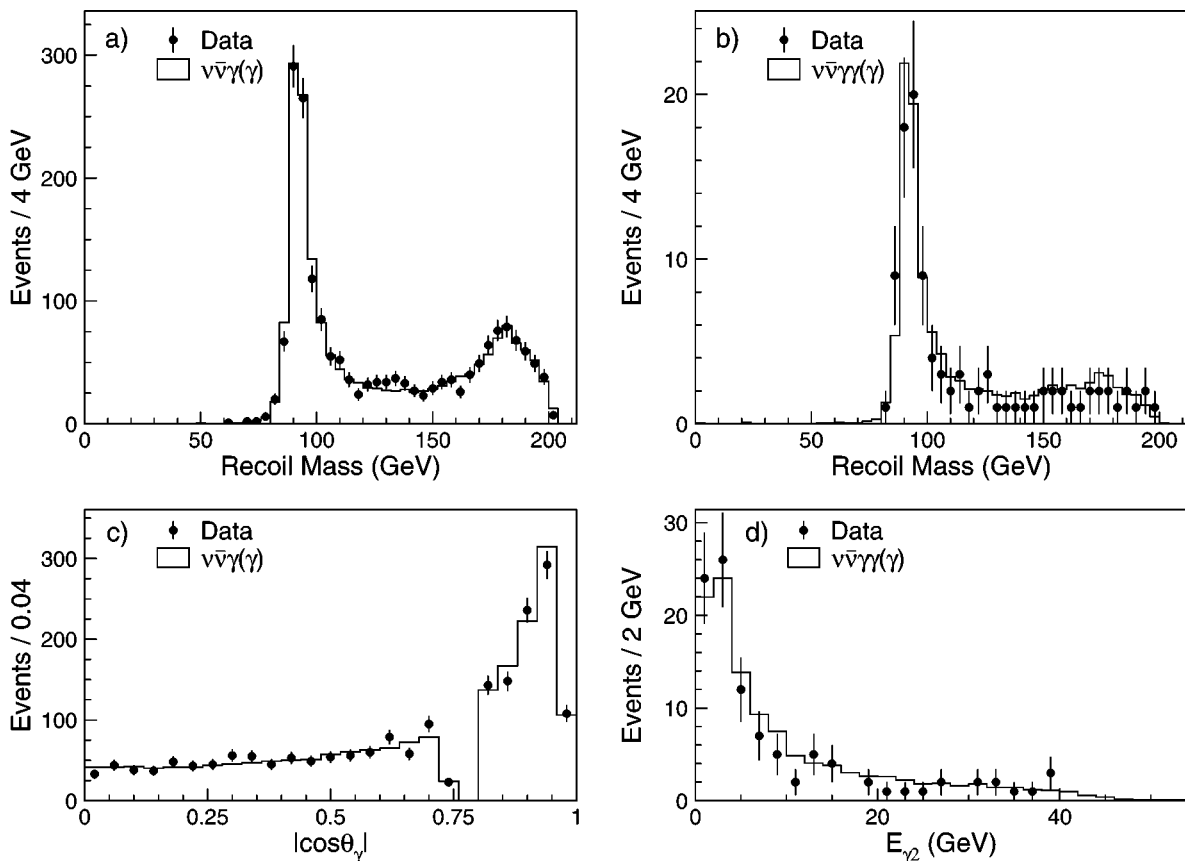 a)
Data
νν̄γ(γ)
Events / 4 GeV
300
200
100
0
0 50 100 150 200
Recoil Mass (GeV)
b)
Data
νν̄γγ(γ)
Events / 4 GeV
20
10
0
0 50 100 150 200
Recoil Mass (GeV)
c)
Data
νν̄γ(γ)
Events / 0.04
300
200
100
0
0 0.25 0.5 0.75 1
|cosθγ|
d)
Data
νν̄γγ(γ)
Events / 2 GeV
30
20
10
0
0 20 40
Eγ2 (GeV)